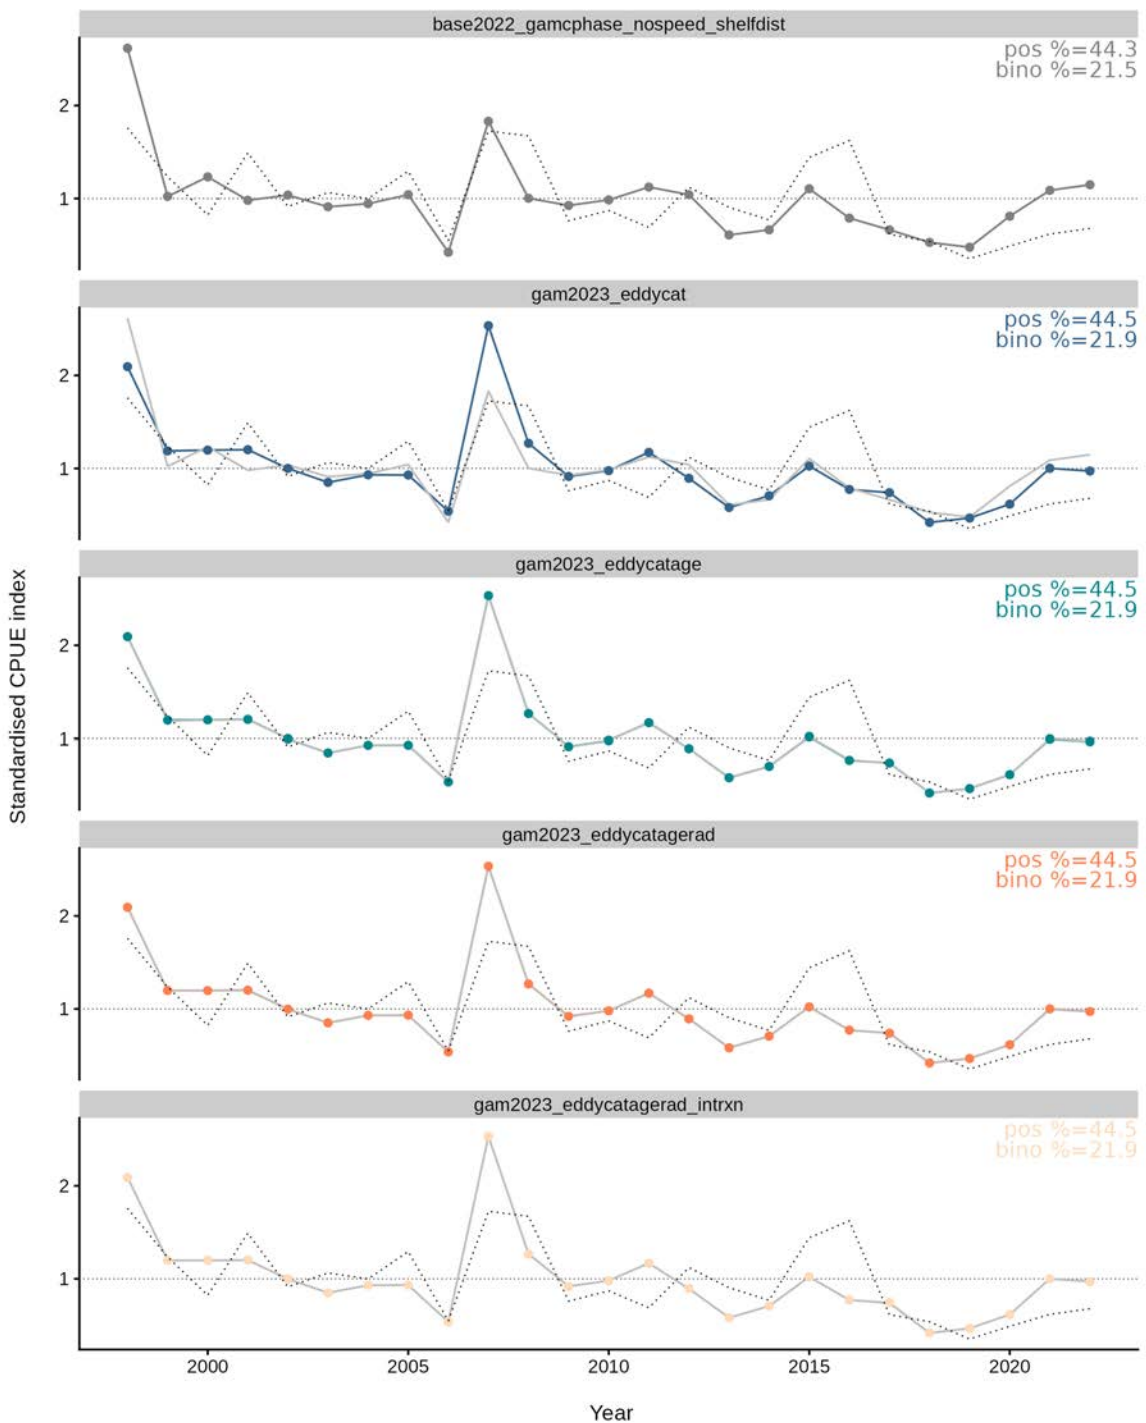 base2022_gamcphase_nospeed_shelfdist
pos %=44.3
bino %=21.5
2
1
gam2023_eddycat
pos %=44.5
bino %=21.9
2
1
gam2023_eddycatage
pos %=44.5
bino %=21.9
2
1
Standardised CPUE index
gam2023_eddycatagerad
pos %=44.5
bino %=21.9
2
1
gam2023_eddycatagerad_intrxn
pos %=44.5
bino %=21.9
2
1
2000 2005 2010 2015 2020
Year